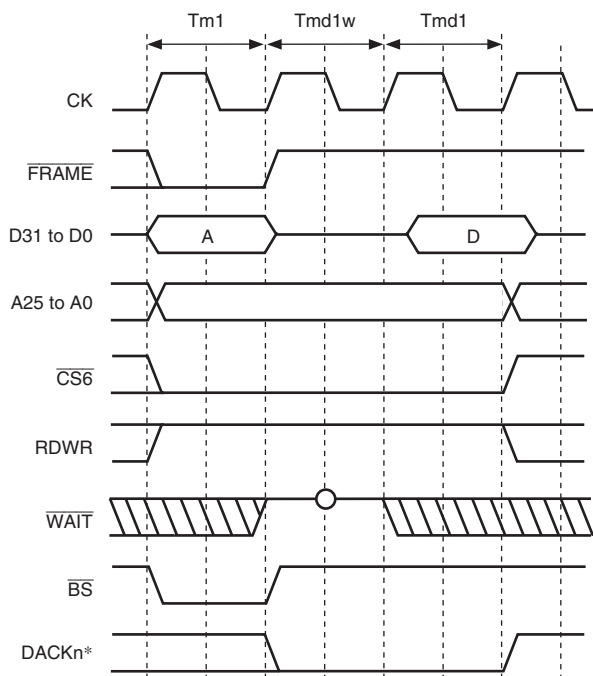 Tm1 Tmd1w Tmd1
CK
FRAME
D31 to D0 A D
A25 to A0
CS6
RDWR
WAIT
BS
DACKn*